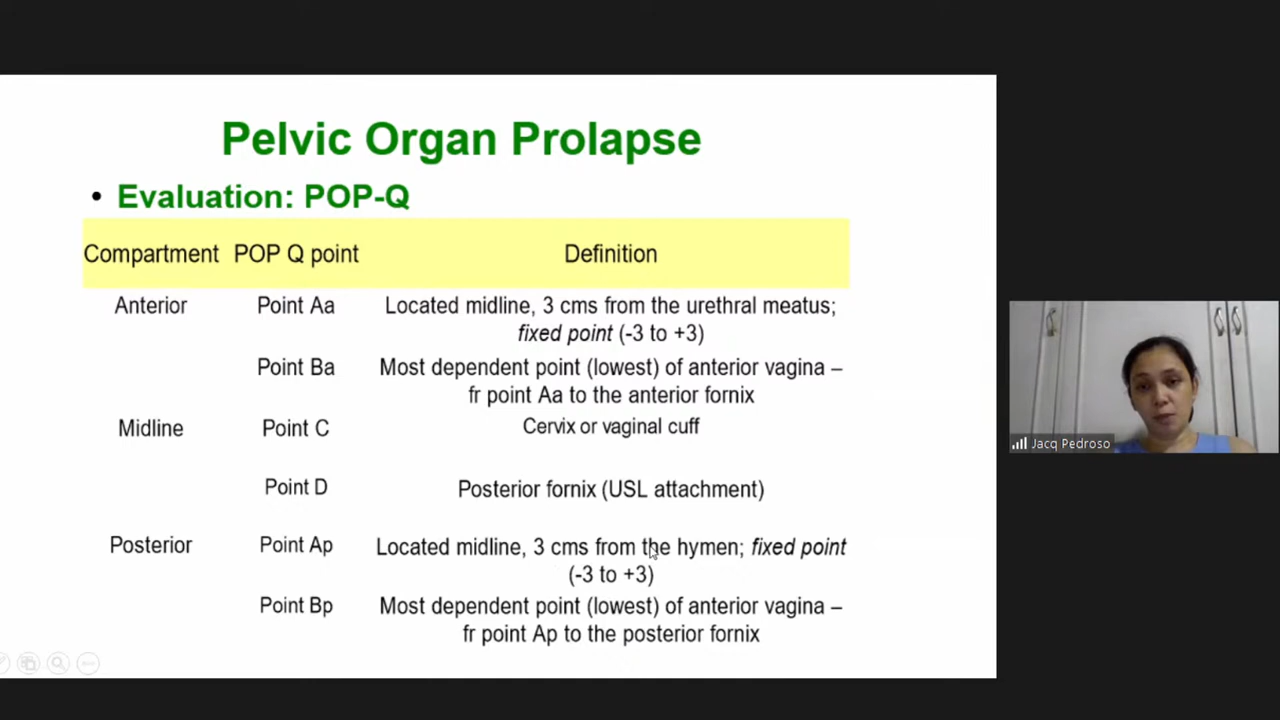 Pelvic Organ Prolapse
• Evaluation: POP-Q
Compartment POP Q point Definition
Anterior Point Aa Located midline, 3 cms from the urethral meatus;
fixed point (-3 to +3)
Point Ba Most dependent point (lowest) of anterior vagina –
fr point Aa to the anterior fornix
Midline Point C Cervix or vaginal cuff
Point D Posterior fornix (USL attachment)
Posterior Point Ap Located midline, 3 cms from the hymen; fixed point
(-3 to +3)
Point Bp Most dependent point (lowest) of anterior vagina –
fr point Ap to the posterior fornix
Jacq Pedroso